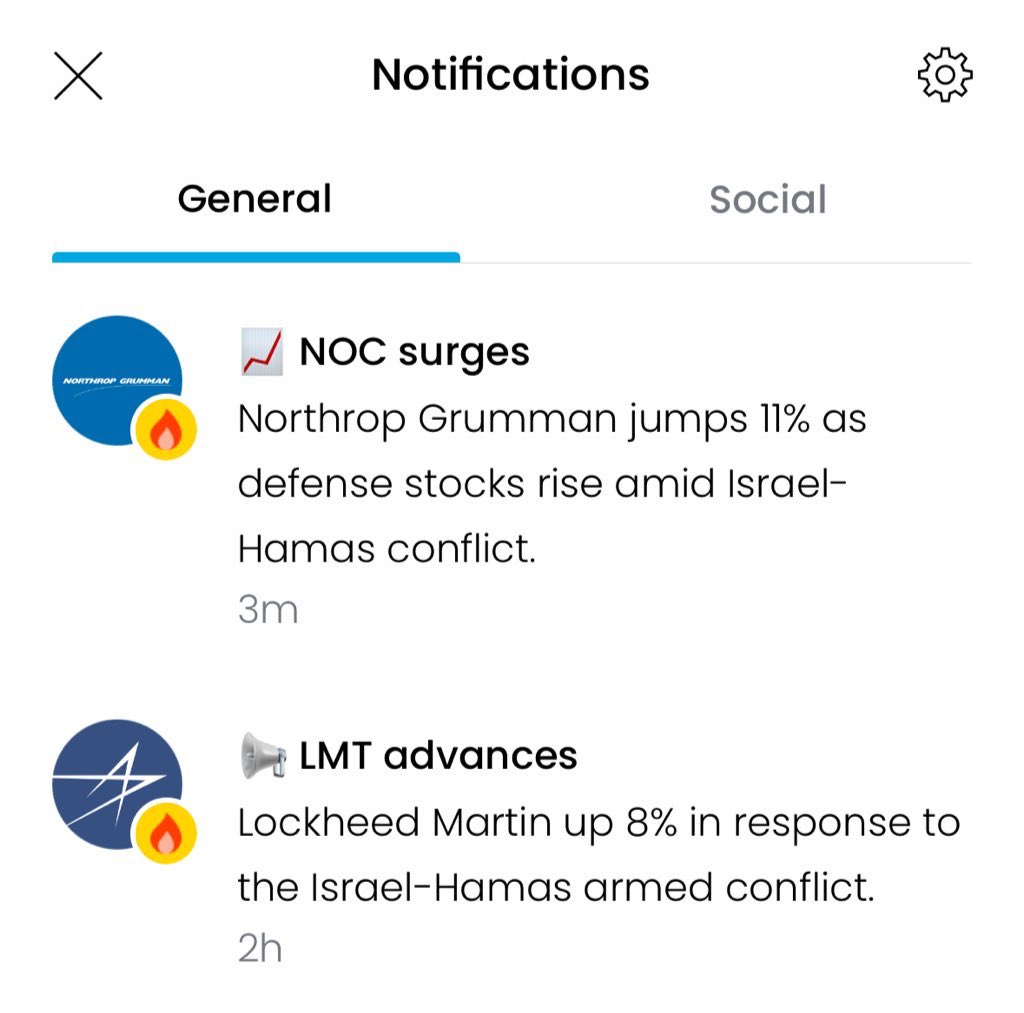 Notifications
General
Social
NORTHROP GRUMMAN
📈 NOC surges
Northrop Grumman jumps 11% as
defense stocks rise amid Israel-
Hamas conflict.
3m
📢 LMT advances
Lockheed Martin up 8% in response to
the Israel-Hamas armed conflict.
2h